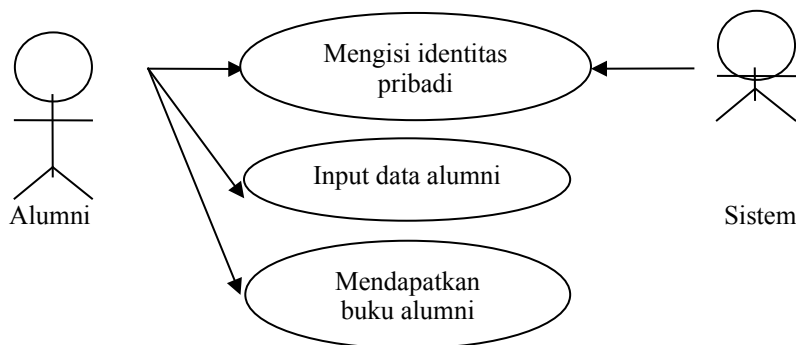 Mengisi identitas
pribadi
Input data alumni
Alumni
Sistem
Mendapatkan
buku alumni